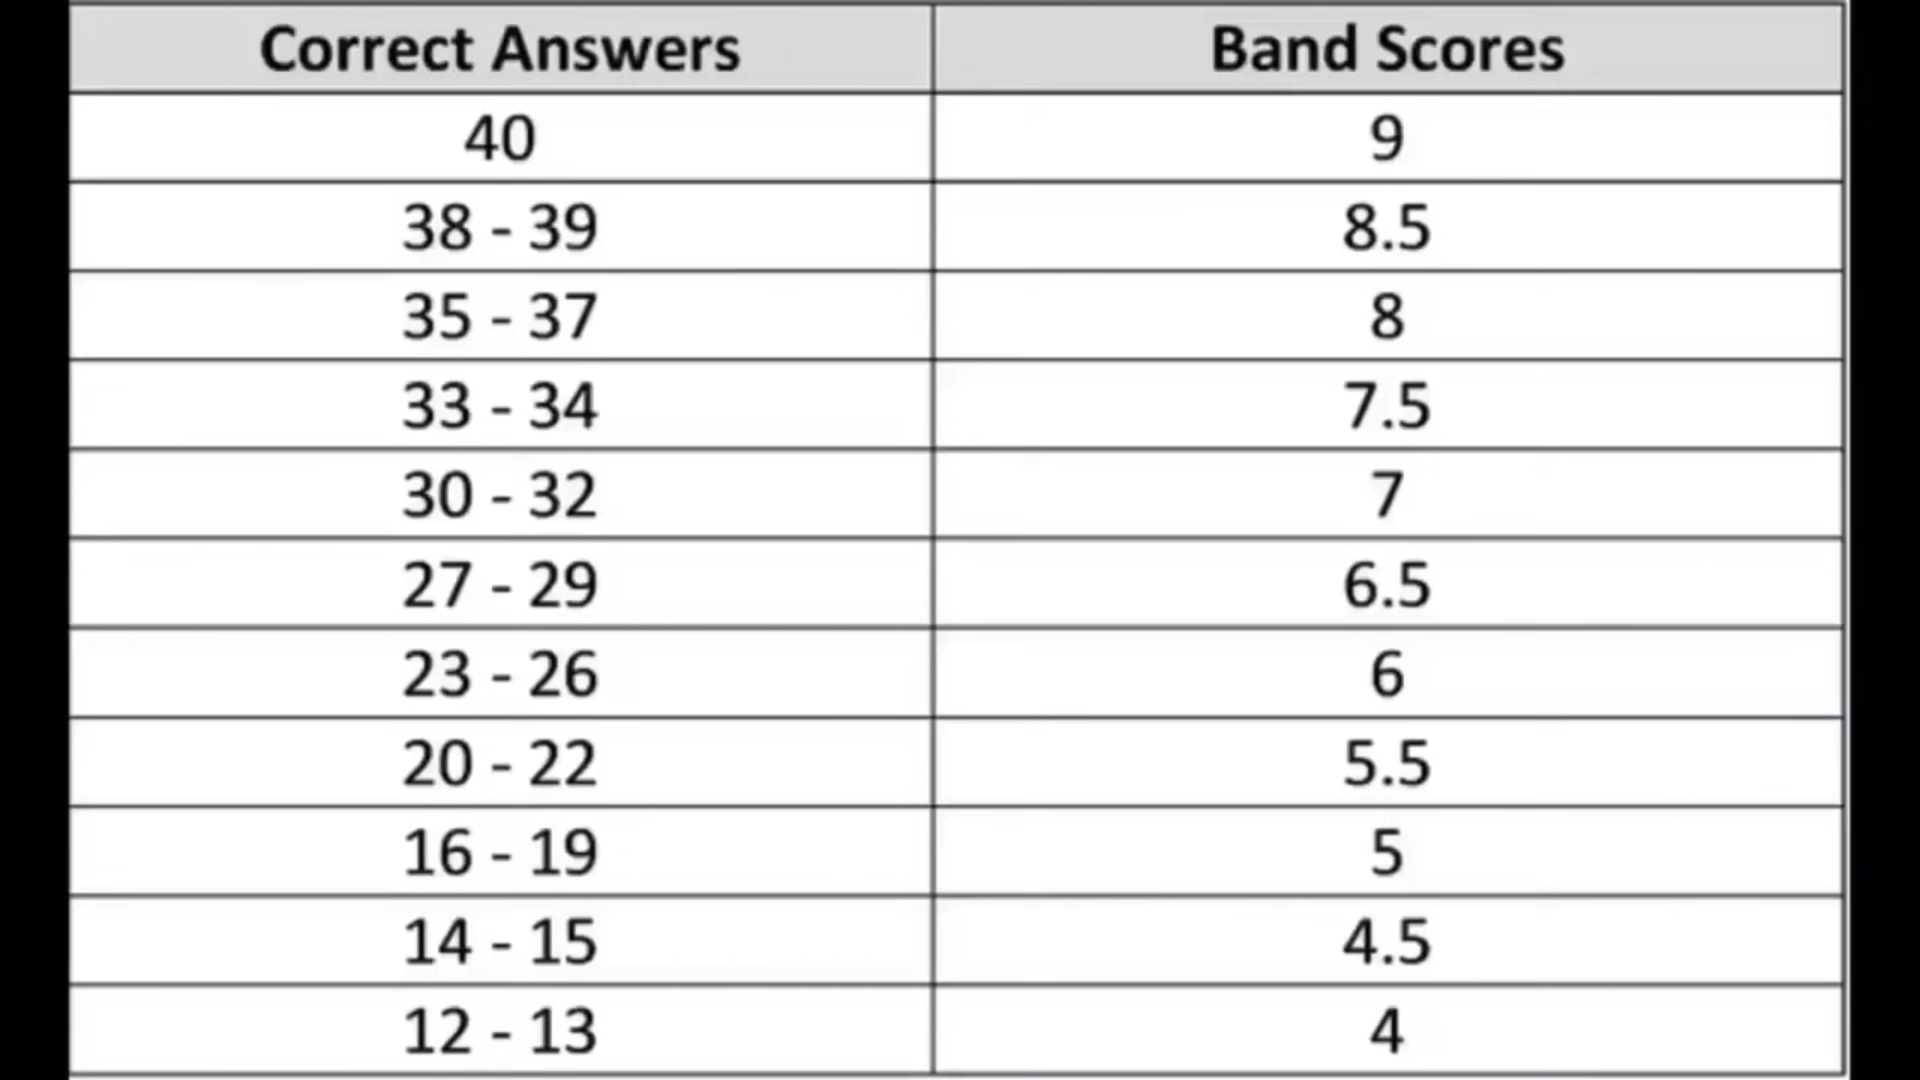 Correct Answers Band Scores
40 9
38 - 39 8.5
35 - 37 8
33 - 34 7.5
30 - 32 7
27 - 29 6.5
23 - 26 6
20 - 22 5.5
16 - 19 5
14 - 15 4.5
12 - 13 4